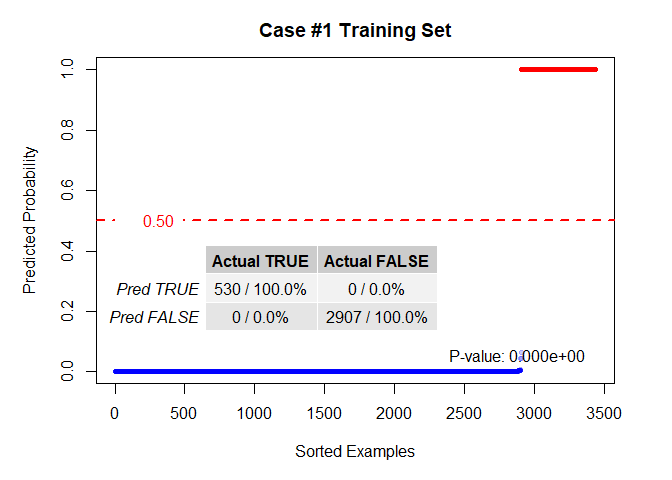 Case #1 Training Set
Predicted Probability
1.0
0.8
0.6
0.4
0.2
0.0
0.50
Actual TRUE Actual FALSE
Pred TRUE 530 / 100.0% 0 / 0.0%
Pred FALSE 0 / 0.0% 2907 / 100.0%
P-value: 0.000e+00
0 500 1000 1500 2000 2500 3000 3500
Sorted Examples